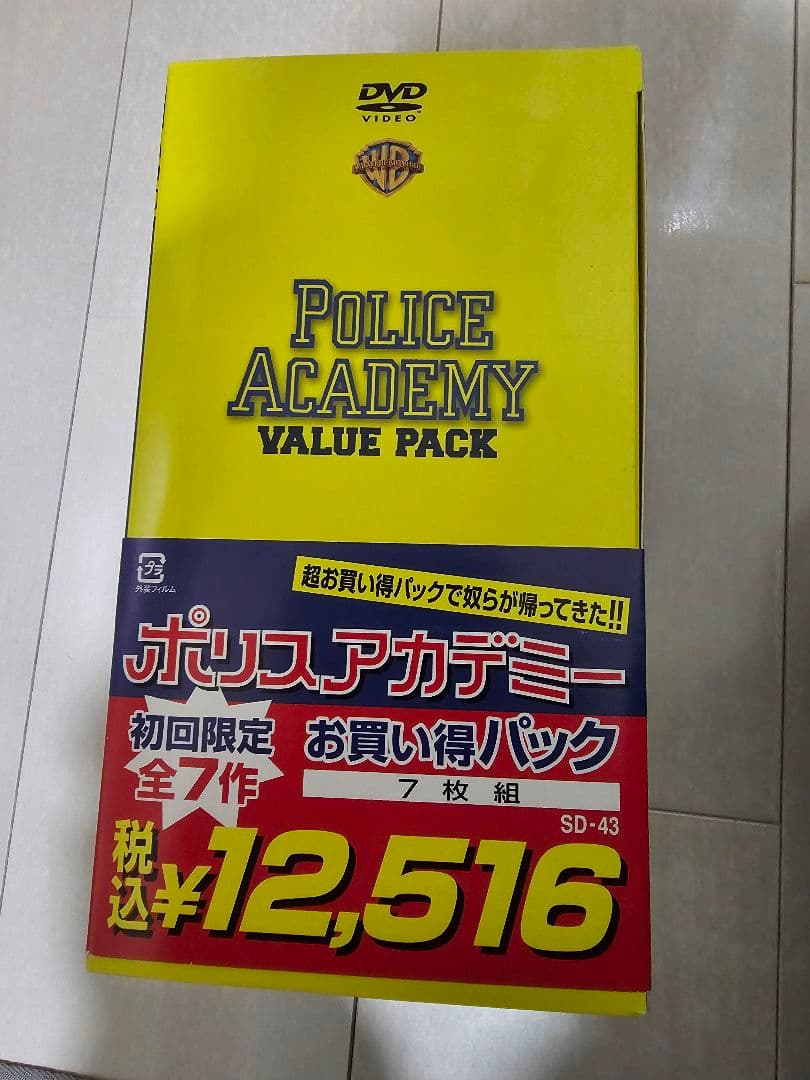 DVD
VIDEO
WB
POLICE
ACADEMY
VALUE PACK
プラ
外装フィルム
超お買い得パックで奴らが帰ってきた!!
ポリスアカデミー
初回限定
全7作
お買い得パック
7枚組
SD-43
税込¥12,516